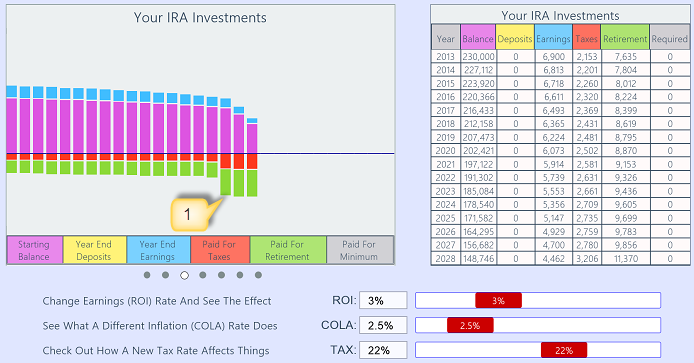 Your IRA Investments
1
Starting Balance
Year End Deposits
Year End Earnings
Paid For Taxes
Paid For Retirement
Paid For Minimum
Your IRA Investments
Year Balance Deposits Earnings Taxes Retirement Required
2013 230,000 0 6,900 2,153 7,635 0
2014 227,112 0 6,813 2,201 7,804 0
2015 223,920 0 6,718 2,260 8,012 0
2016 220,366 0 6,611 2,320 8,224 0
2017 216,433 0 6,493 2,369 8,399 0
2018 212,158 0 6,365 2,431 8,619 0
2019 207,473 0 6,224 2,481 8,795 0
2020 202,421 0 6,073 2,502 8,870 0
2021 197,122 0 5,914 2,581 9,153 0
2022 191,302 0 5,739 2,631 9,326 0
2023 185,084 0 5,553 2,661 9,436 0
2024 178,540 0 5,356 2,709 9,605 0
2025 171,582 0 5,147 2,735 9,699 0
2026 164,295 0 4,929 2,759 9,783 0
2027 156,682 0 4,700 2,780 9,856 0
2028 148,746 0 4,462 3,206 11,370 0
Change Earnings (ROI) Rate And See The Effect ROI: 3% 3%
See What A Different Inflation (COLA) Rate Does COLA: 2.5% 2.5%
Check Out How A New Tax Rate Affects Things TAX: 22% 22%